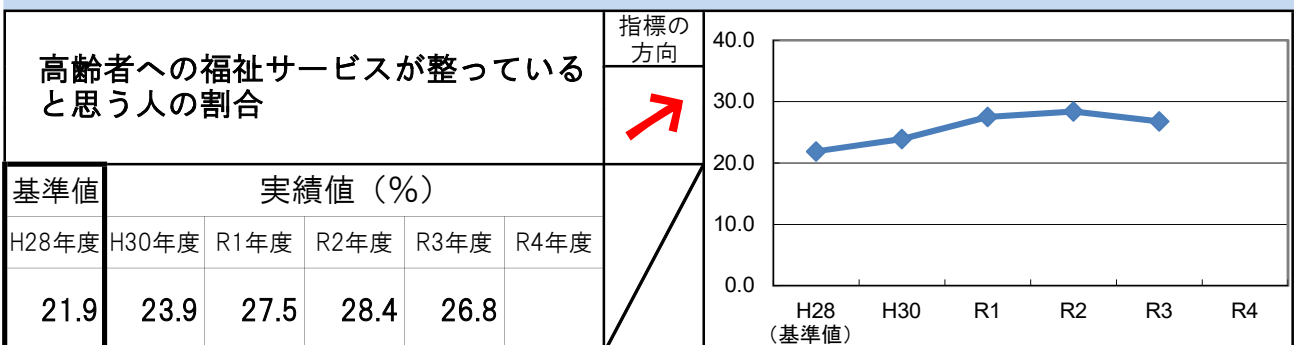 高齢者への福祉サービスが整っている
と思う人の割合
指標の
方向
基準値
実績値（%）
H28年度 H30年度 R1年度 R2年度 R3年度 R4年度
21.9 23.9 27.5 28.4 26.8
40.0
30.0
20.0
10.0
0.0
H28 H30 R1 R2 R3 R4
（基準値）